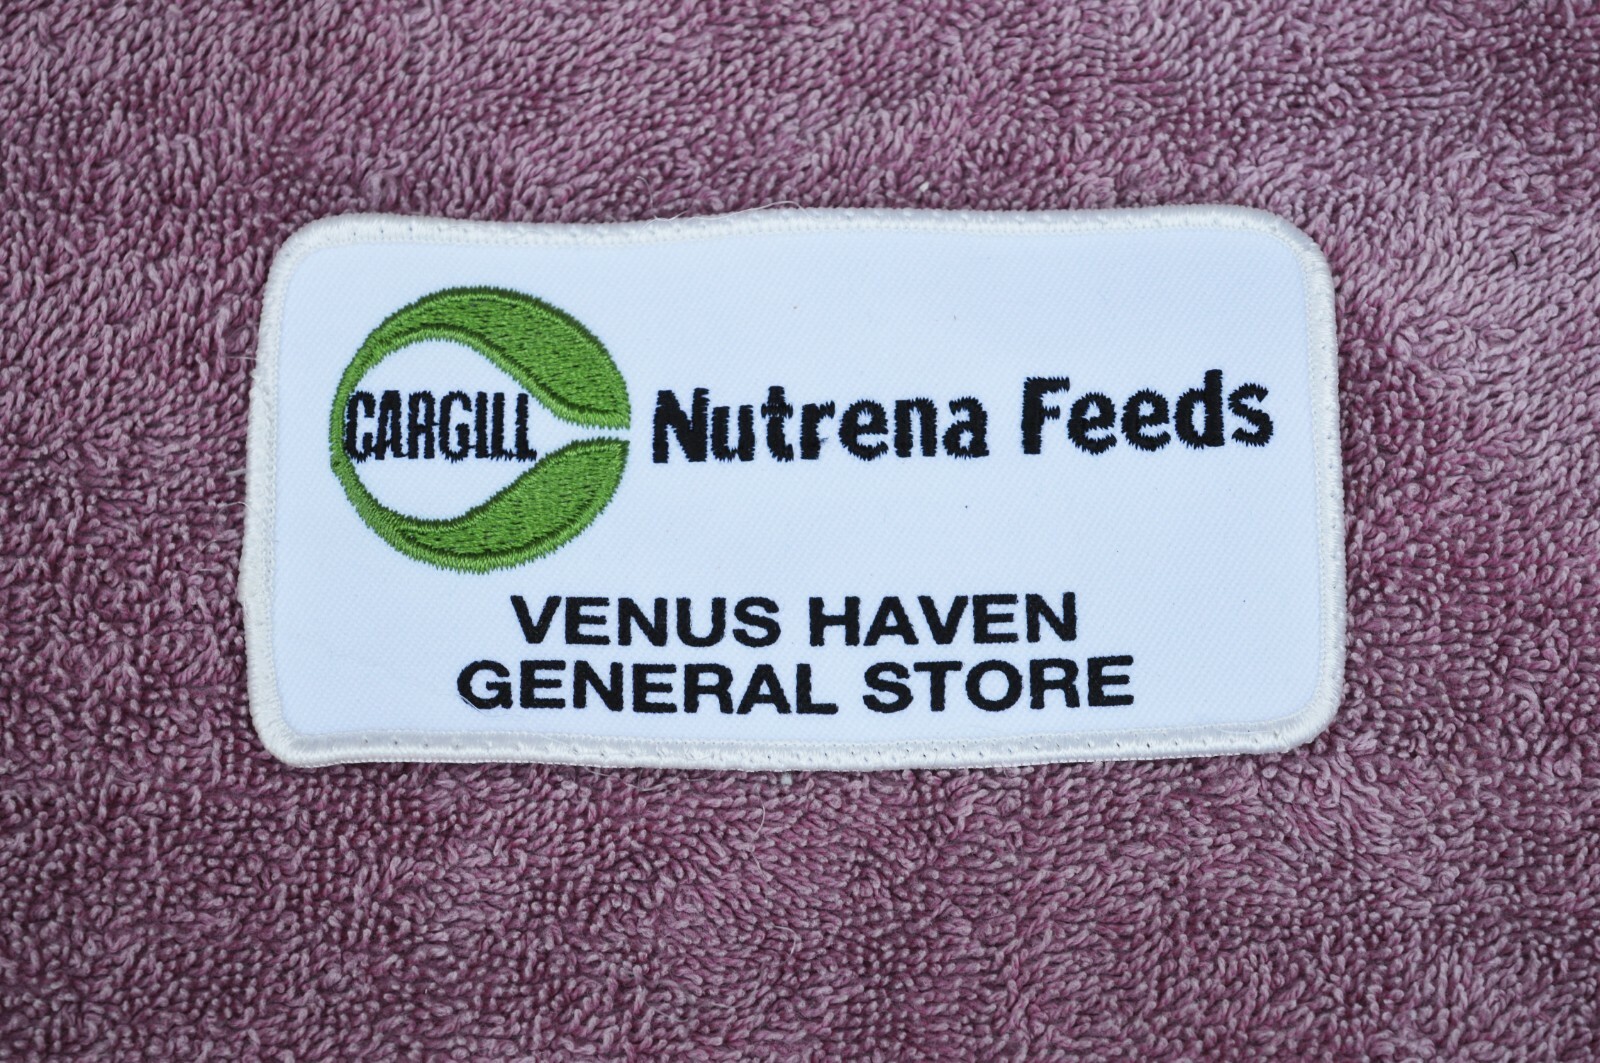 CARGILL Nutrena Feeds
VENUS HAVEN
GENERAL STORE